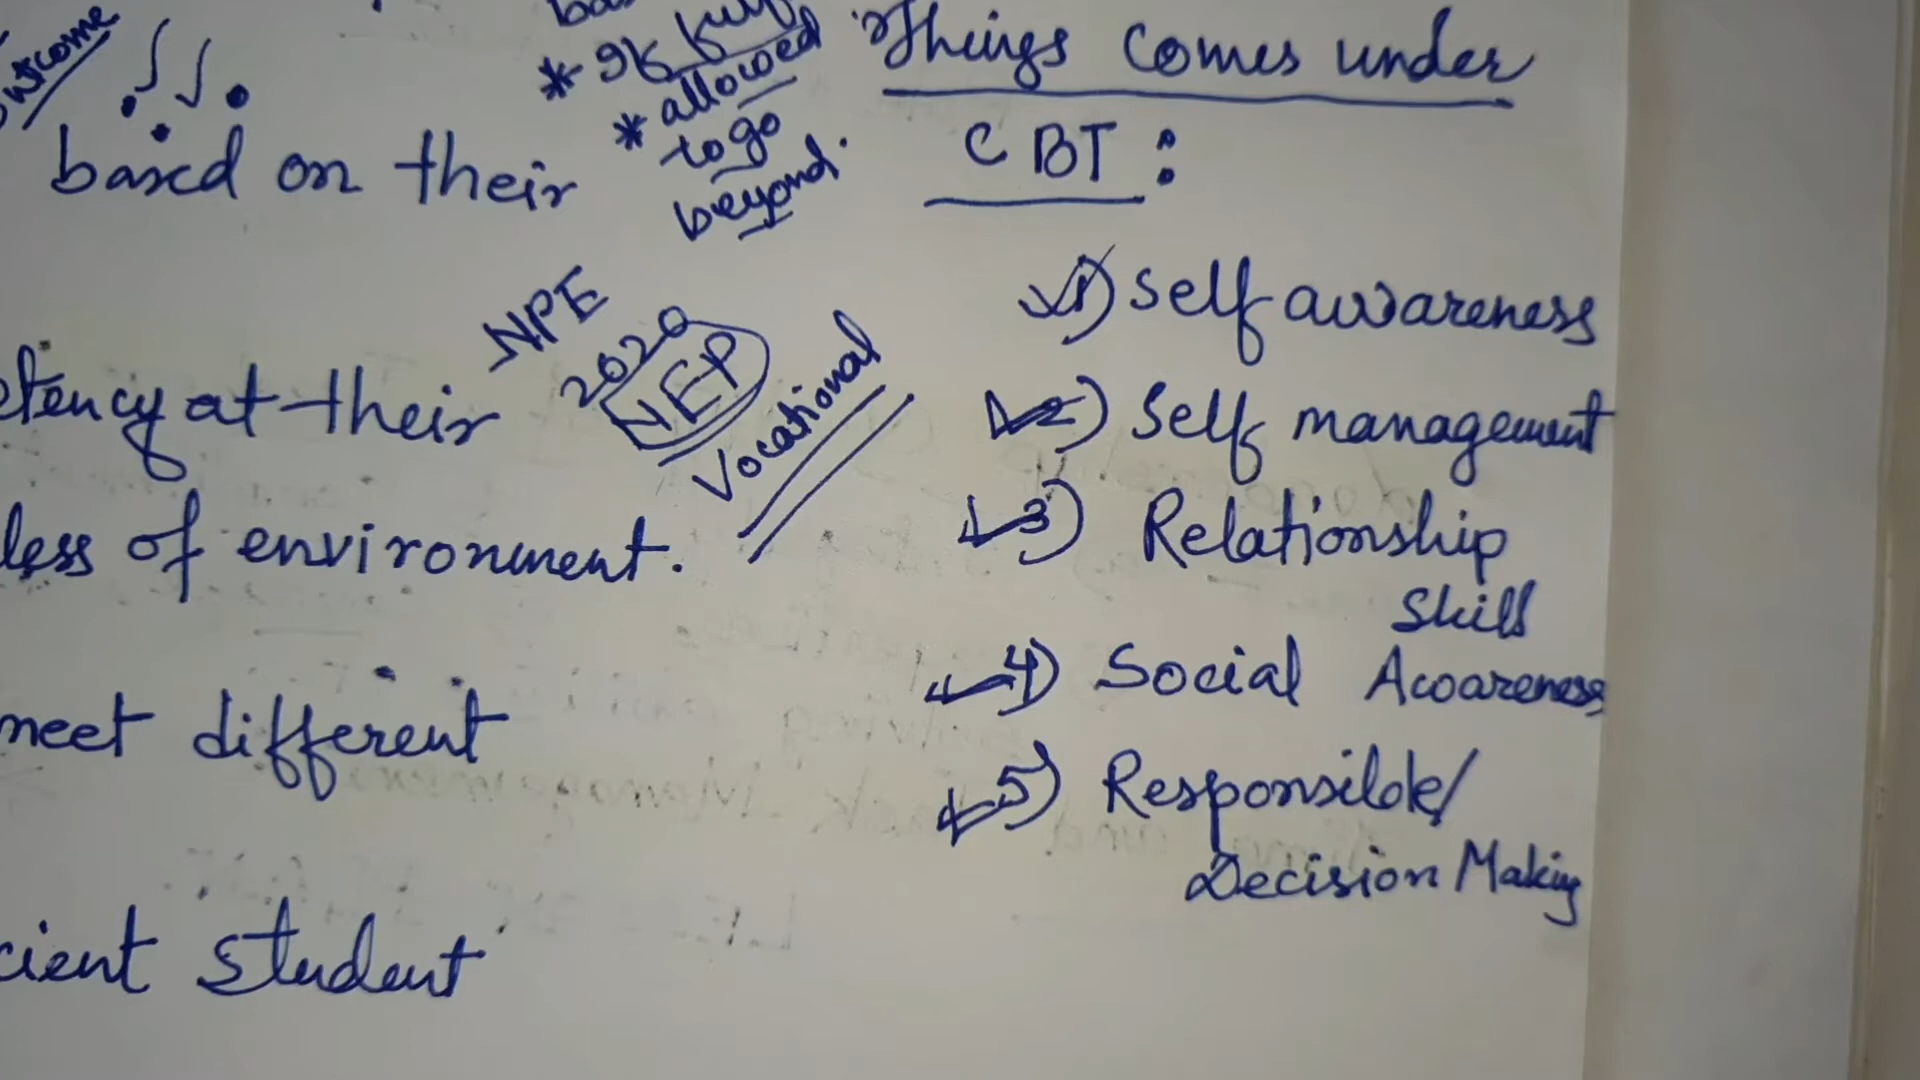 outcome
based on their
* allowed
to go
beyond.
NPE
2020
NEP
Vocational
at their
less of environment.
meet different
student
Things Comes under
CBT :
1) Self awareness
2) Self management
3) Relationship
Skill
4) Social Awareness
5) Responsible/
Decision Making